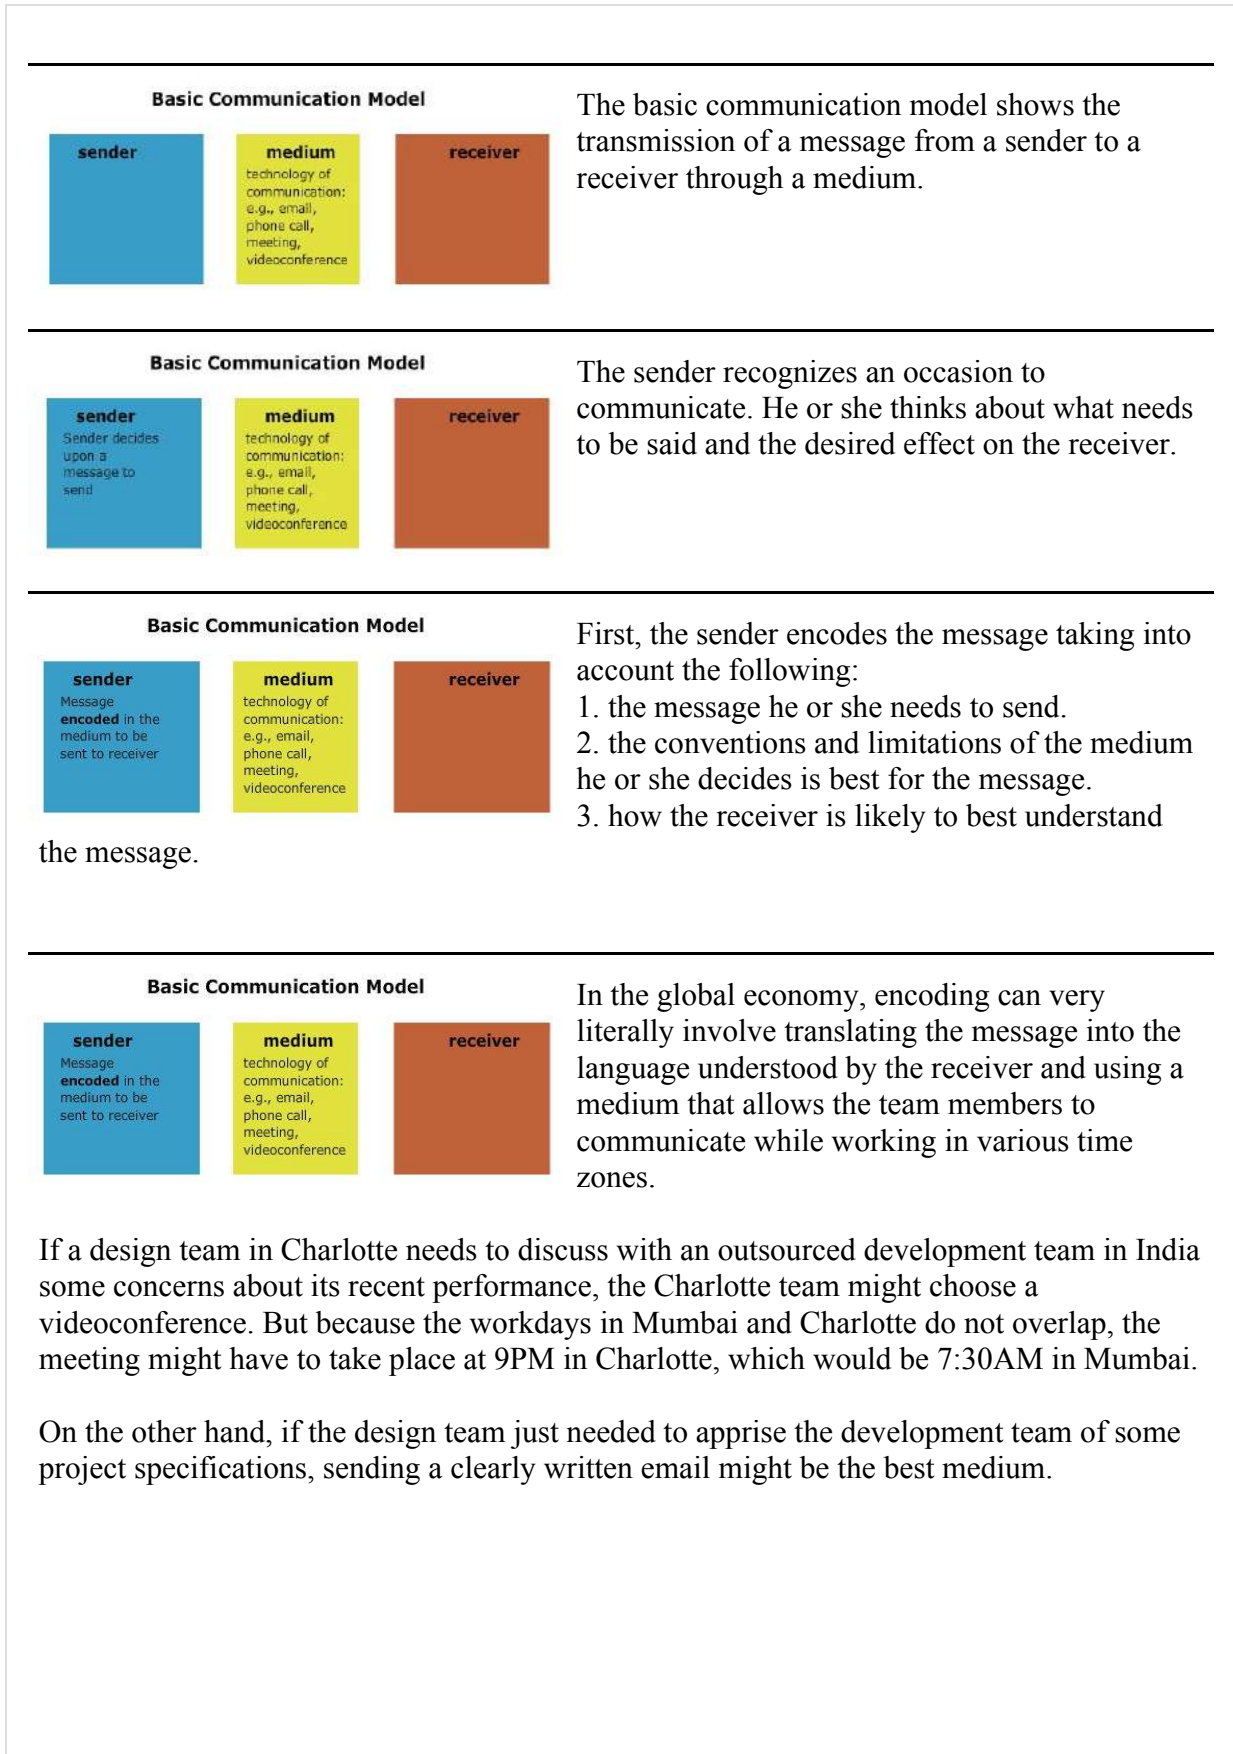 Basic Communication Model
sender
medium
technology of
communication:
e.g., email,
phone call,
meeting,
videoconference
receiver
The basic communication model shows the
transmission of a message from a sender to a
receiver through a medium.
Basic Communication Model
sender
Sender decides
upon a
message to
send
medium
technology of
communication:
e.g., email,
phone call,
meeting,
videoconference
receiver
The sender recognizes an occasion to
communicate. He or she thinks about what needs
to be said and the desired effect on the receiver.
Basic Communication Model
sender
Message
encoded in the
medium to be
sent to receiver
medium
technology of
communication:
e.g., email,
phone call,
meeting,
videoconference
receiver
First, the sender encodes the message taking into
account the following:
1. the message he or she needs to send.
2. the conventions and limitations of the medium
he or she decides is best for the message.
3. how the receiver is likely to best understand
the message.
Basic Communication Model
sender
Message
encoded in the
medium to be
sent to receiver
medium
technology of
communication:
e.g., email,
phone call,
meeting,
videoconference
receiver
In the global economy, encoding can very
literally involve translating the message into the
language understood by the receiver and using a
medium that allows the team members to
communicate while working in various time
zones.
If a design team in Charlotte needs to discuss with an outsourced development team in India
some concerns about its recent performance, the Charlotte team might choose a
videoconference. But because the workdays in Mumbai and Charlotte do not overlap, the
meeting might have to take place at 9PM in Charlotte, which would be 7:30AM in Mumbai.
On the other hand, if the design team just needed to apprise the development team of some
project specifications, sending a clearly written email might be the best medium.